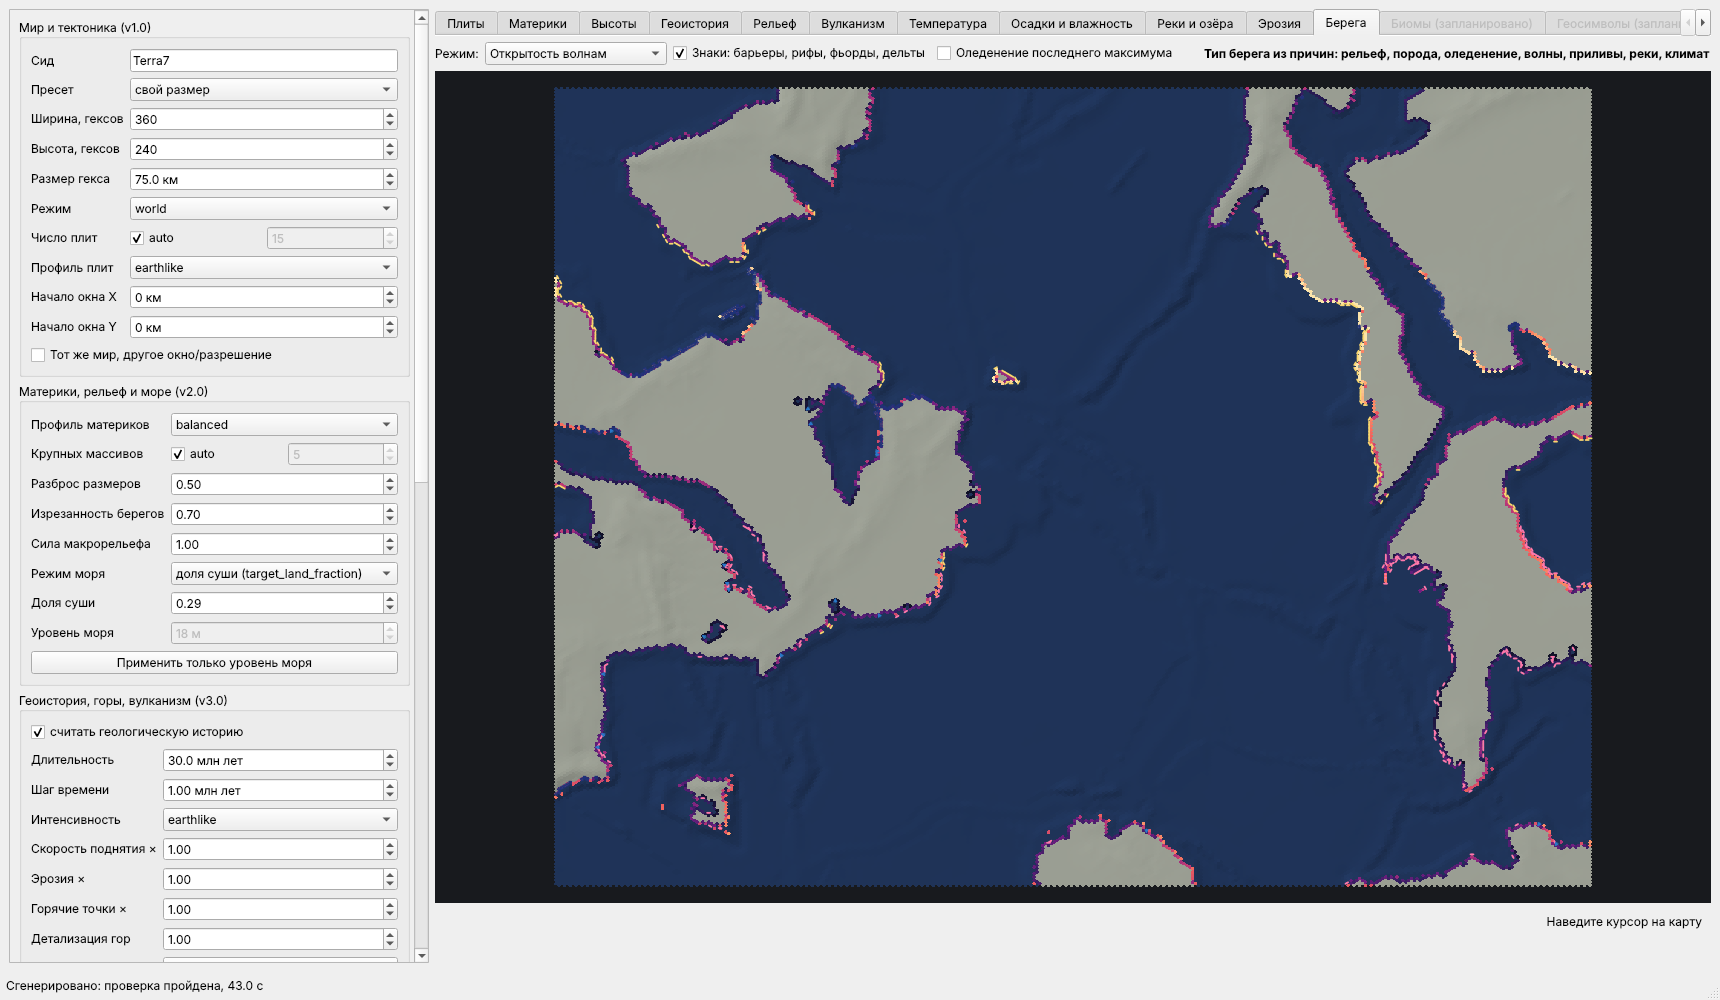 Мир и тектоника (v1.0)
Сид Terra7
Пресет свой размер
Ширина, гексов 360
Высота, гексов 240
Размер гекса 75.0 км
Режим world
Число плит auto 15
Профиль плит earthlike
Начало окна X 0 км
Начало окна Y 0 км
Тот же мир, другое окно/разрешение
Материки, рельеф и море (v2.0)
Профиль материков balanced
Крупных массивов auto 5
Разброс размеров 0.50
Изрезанность берегов 0.70
Сила макрорельефа 1.00
Режим моря доля суши (target_land_fraction)
Доля суши 0.29
Уровень моря 18 м
Применить только уровень моря
Геоистория, горы, вулканизм (v3.0)
считать геологическую историю
Длительность 30.0 млн лет
Шаг времени 1.00 млн лет
Интенсивность earthlike
Скорость поднятия × 1.00
Эрозия × 1.00
Горячие точки × 1.00
Детализация гор 1.00
Плиты Материки Высоты Геоистория Рельеф Вулканизм Температура Осадки и влажность Реки и озёра Эрозия Берега Биомы (запланировано) Геосимволы (заплан
Режим: Открытость волнам Знаки: барьеры, рифы, фьорды, дельты Оледенение последнего максимума Тип берега из причин: рельеф, порода, оледенение, волны, приливы, реки, климат
Наведите курсор на карту
Сгенерировано: проверка пройдена, 43.0 с